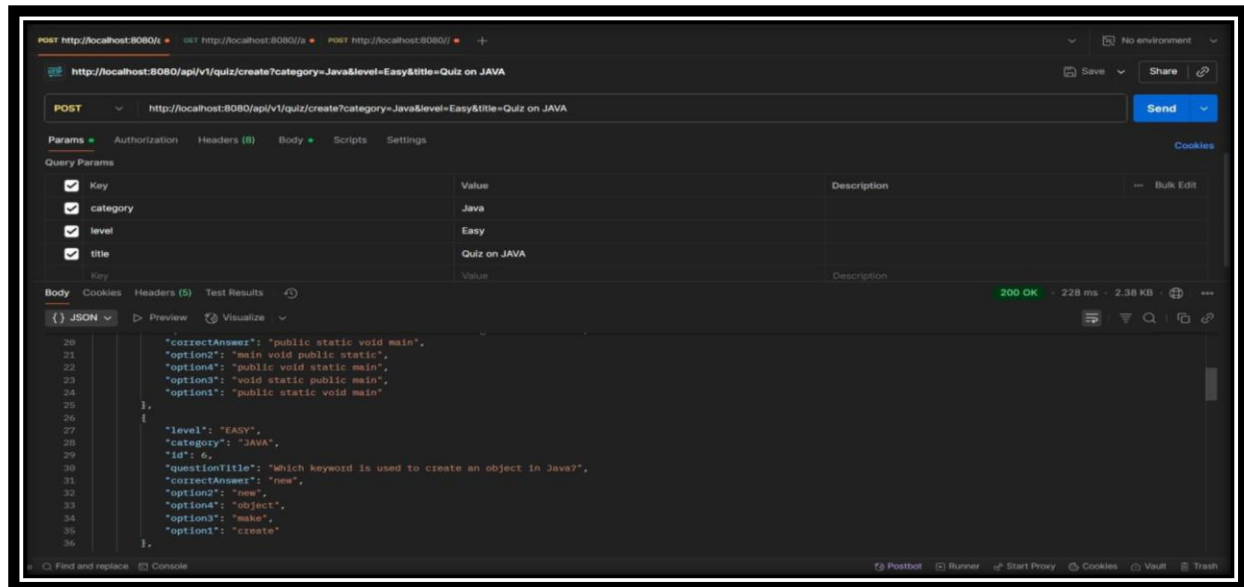 POST http://localhost:8080/a GET http://localhost:8080//a POST http://localhost:8080// + No environment
http://localhost:8080/api/v1/quiz/create?category=Java&level=Easy&title=Quiz on JAVA Save Share
POST http://localhost:8080/api/v1/quiz/create?category=Java&level=Easy&title=Quiz on JAVA Send
Params Authorization Headers (8) Body Scripts Settings Cookies
Query Params
Key Value Description Bulk Edit
category Java
level Easy
title Quiz on JAVA
Key Value Description
Body Cookies Headers (5) Test Results 200 OK 228 ms 2.38 KB
{} JSON Preview Visualize
20 "correctAnswer": "public static void main",
21 "option2": "main void public static",
22 "option4": "public void static main",
23 "option3": "void static public main",
24 "option1": "public static void main"
25 },
26 {
27 "level": "EASY",
28 "category": "JAVA",
29 "id": 6,
30 "questionTitle": "Which keyword is used to create an object in Java?",
31 "correctAnswer": "new",
32 "option2": "new",
33 "option4": "object",
34 "option3": "make",
35 "option1": "create"
36 },
Find and replace Console Postbot Runner Start Proxy Cookies Vault Trash